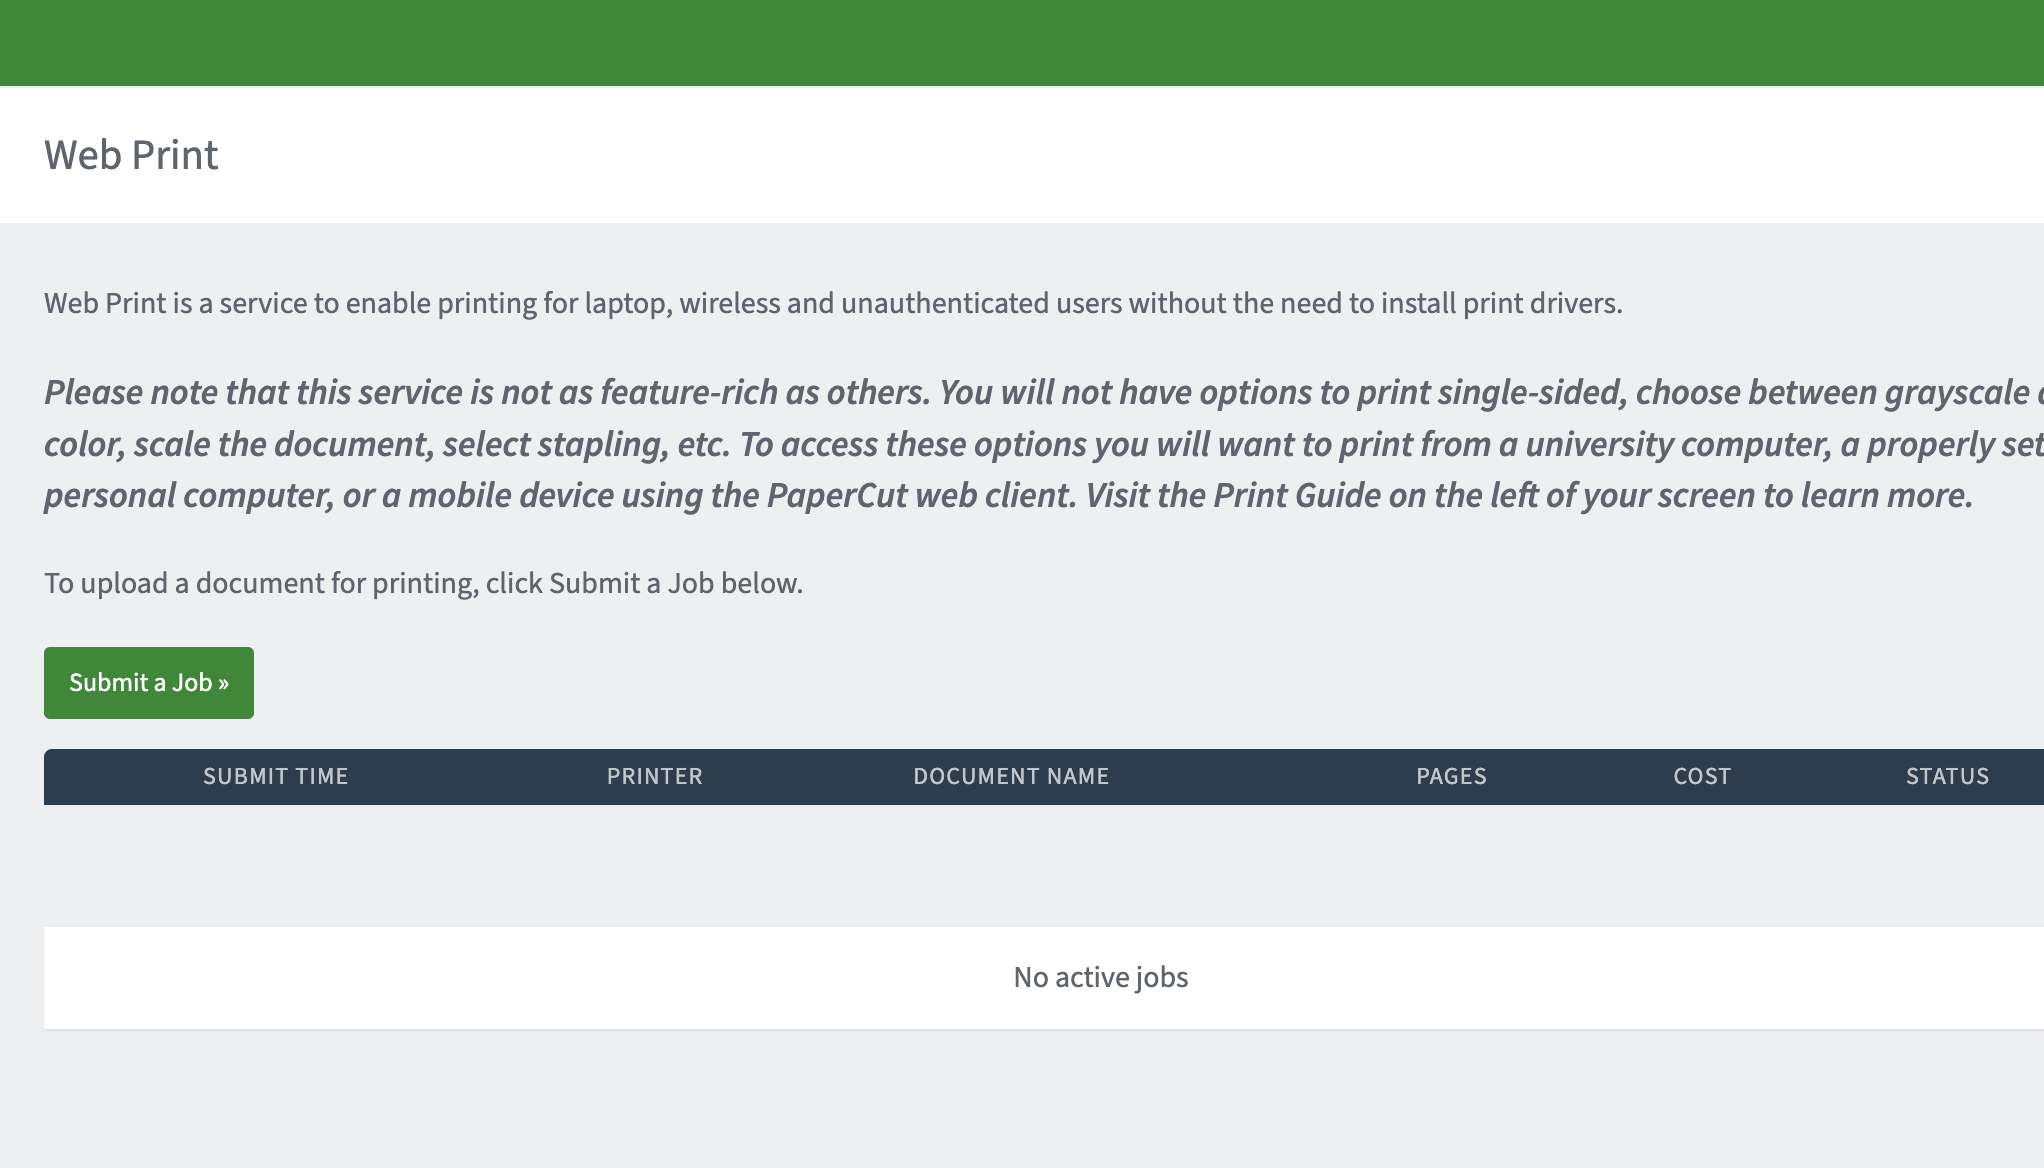 Web Print
Web Print is a service to enable printing for laptop, wireless and unauthenticated users without the need to install print drivers.
Please note that this service is not as feature-rich as others. You will not have options to print single-sided, choose between grayscale
color, scale the document, select stapling, etc. To access these options you will want to print from a university computer, a properly set
personal computer, or a mobile device using the PaperCut web client. Visit the Print Guide on the left of your screen to learn more.
To upload a document for printing, click Submit a Job below.
Submit a Job »
SUBMIT TIME PRINTER DOCUMENT NAME PAGES COST STATUS
No active jobs